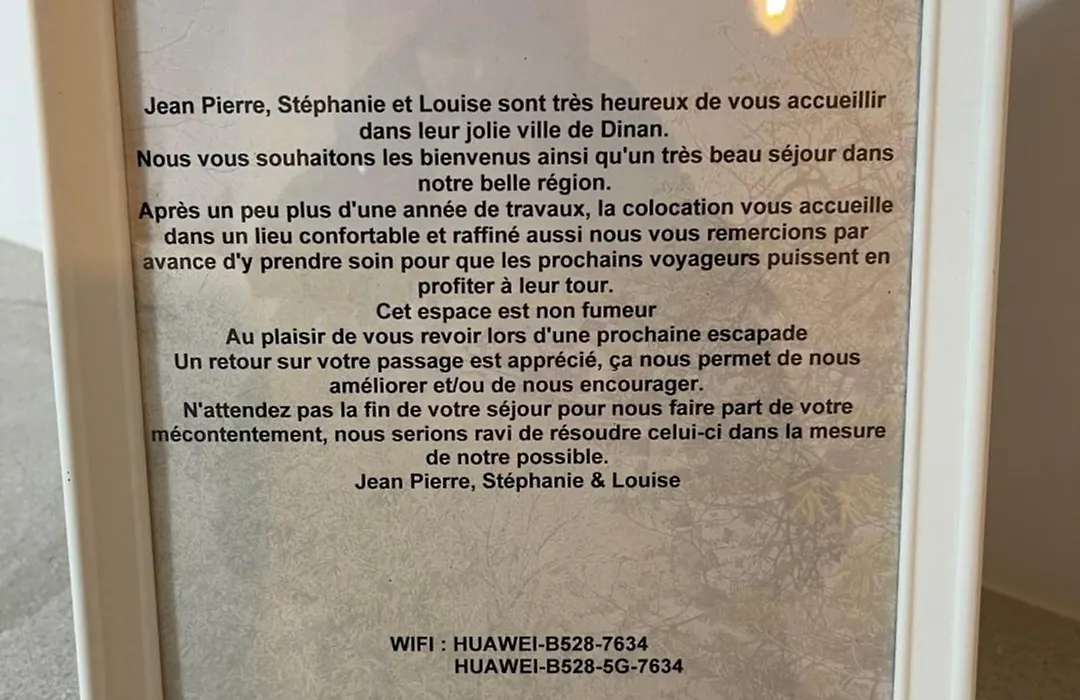 Jean Pierre, Stéphanie et Louise sont très heureux de vous accueillir
dans leur jolie ville de Dinan.
Nous vous souhaitons les bienvenus ainsi qu'un très beau séjour dans
notre belle région.
Après un peu plus d'une année de travaux, la colocation vous accueille
dans un lieu confortable et raffiné aussi nous vous remercions par
avance d'y prendre soin pour que les prochains voyageurs puissent en
profiter à leur tour.
Cet espace est non fumeur
Au plaisir de vous revoir lors d'une prochaine escapade
Un retour sur votre passage est apprécié, ça nous permet de nous
améliorer et/ou de nous encourager.
N'attendez pas la fin de votre séjour pour nous faire part de votre
mécontentement, nous serions ravi de résoudre celui-ci dans la mesure
de notre possible.
Jean Pierre, Stéphanie & Louise
WIFI : HUAWEI-B528-7634
HUAWEI-B528-5G-7634